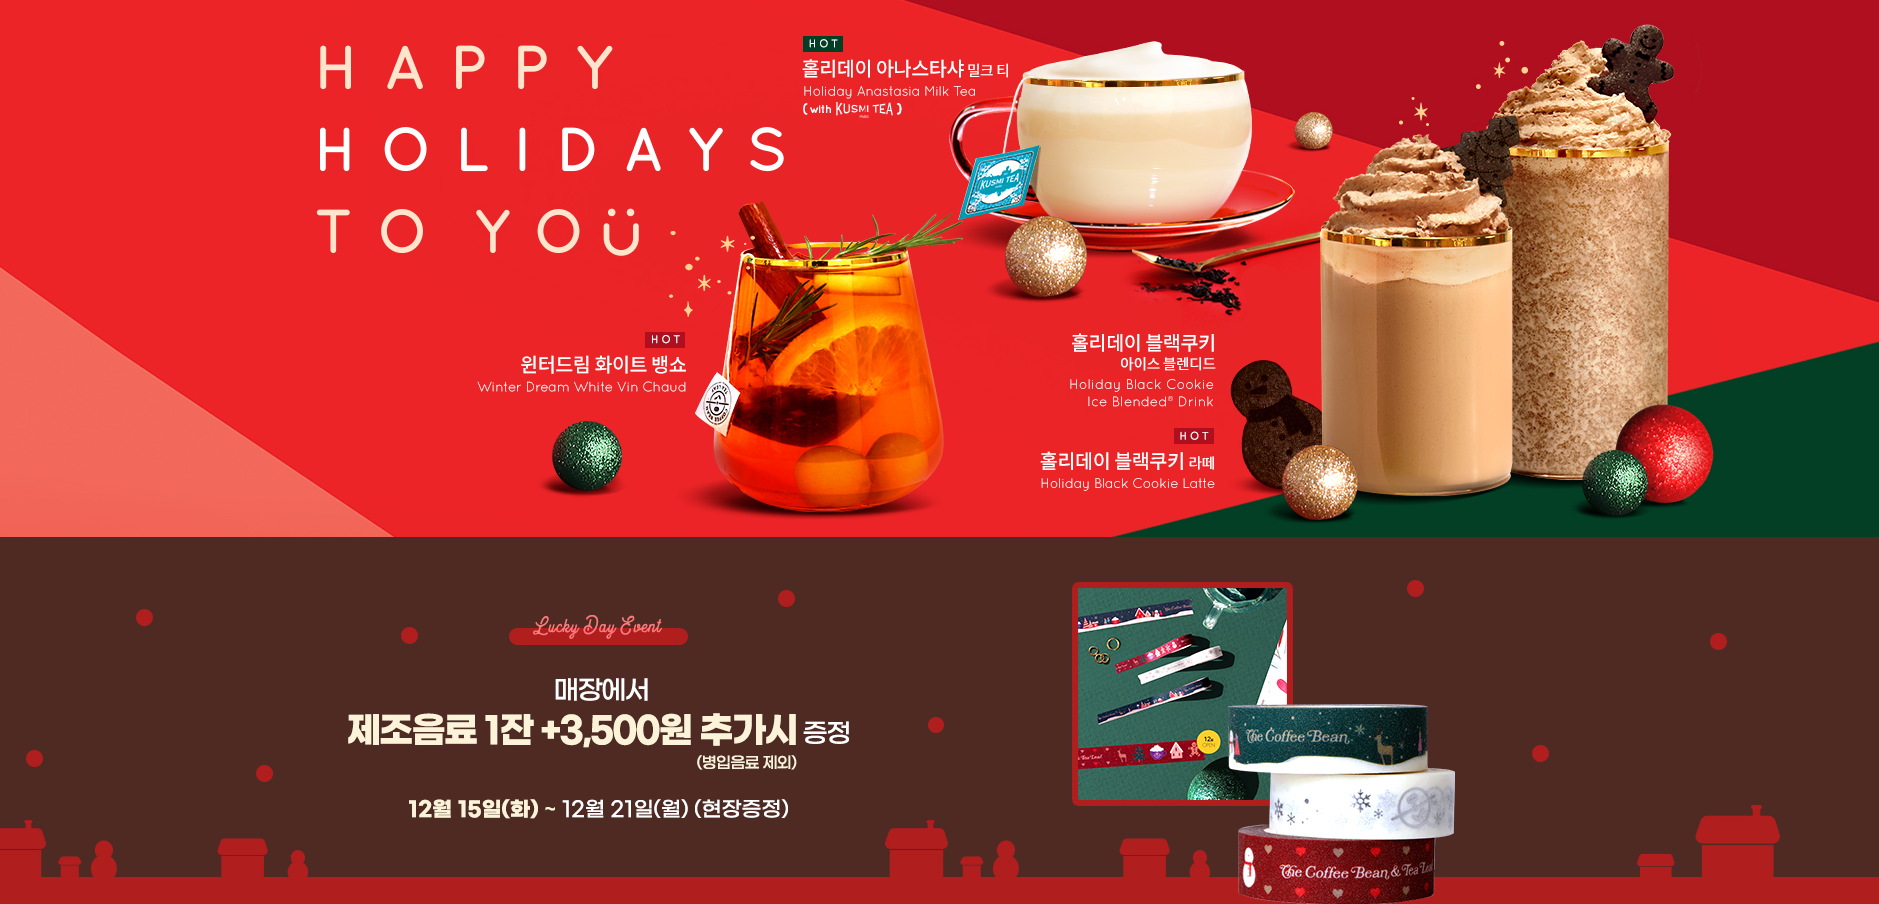 HAPPY
HOLIDAYS
TO YOÜ
HOT
홀리데이 아나스타샤 밀크 티
Holiday Anastasia Milk Tea
(with KUSMI TEA)
KUSMI TEA
HOT
윈터드림 화이트 뱅쇼
Winter Dream White Vin Chaud
홀리데이 블랙쿠키
아이스 블렌디드
Holiday Black Cookie
Ice Blended® Drink
HOT
홀리데이 블랙쿠키 라떼
Holiday Black Cookie Latte
Lucky Day Event
매장에서
제조음료 1잔 +3,500원 추가시 증정
(병입음료 제외)
12월 15일(화) ~ 12월 21일(월) (현장증정)
The Coffee Bean
The Coffee Bean & Tea Leaf